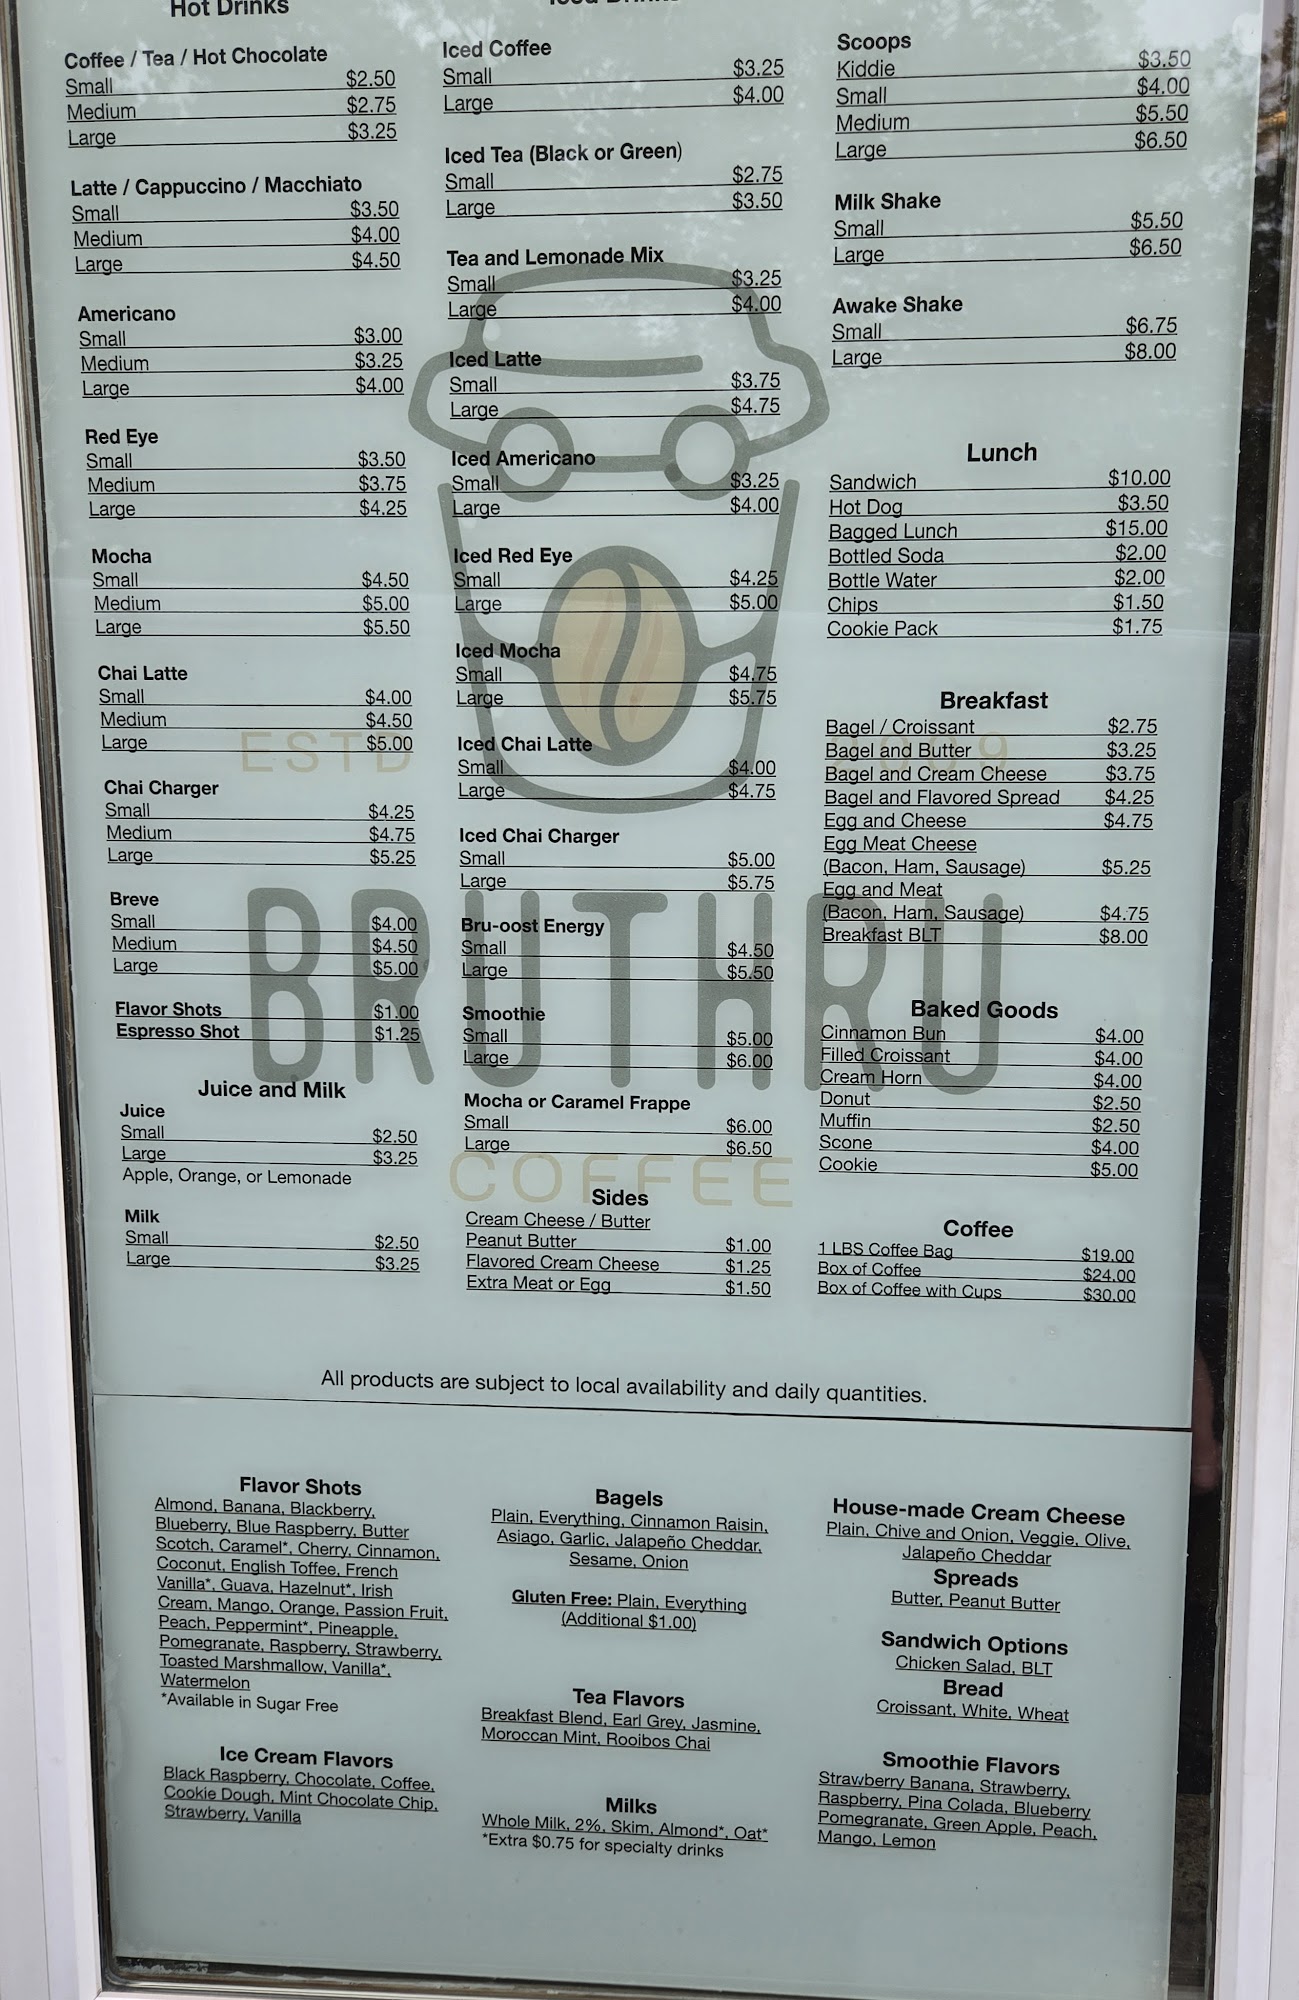 Hot Drinks
Coffee / Tea / Hot Chocolate
Small $2.50
Medium $2.75
Large $3.25
Latte / Cappuccino / Macchiato
Small $3.50
Medium $4.00
Large $4.50
Americano
Small $3.00
Medium $3.25
Large $4.00
Red Eye
Small $3.50
Medium $3.75
Large $4.25
Mocha
Small $4.50
Medium $5.00
Large $5.50
Chai Latte
Small $4.00
Medium $4.50
Large $5.00
Chai Charger
Small $4.25
Medium $4.75
Large $5.25
Breve
Small $4.00
Medium $4.50
Large $5.00
Flavor Shots $1.00
Espresso Shot $1.25
Juice and Milk
Juice
Small $2.50
Large $3.25
Apple, Orange, or Lemonade
Milk
Small $2.50
Large $3.25
Iced Drinks
Iced Coffee
Small $3.25
Large $4.00
Iced Tea (Black or Green)
Small $2.75
Large $3.50
Tea and Lemonade Mix
Small $3.25
Large $4.00
Iced Latte
Small $3.75
Large $4.75
Iced Americano
Small $3.25
Large $4.00
Iced Red Eye
Small $4.25
Large $5.00
Iced Mocha
Small $4.75
Large $5.75
Iced Chai Latte
Small $4.00
Large $4.75
Iced Chai Charger
Small $5.00
Large $5.75
Bru-oost Energy
Small $4.50
Large $5.50
Smoothie
Small $5.00
Large $6.00
Mocha or Caramel Frappe
Small $6.00
Large $6.50
Sides
Cream Cheese / Butter
Peanut Butter $1.00
Flavored Cream Cheese $1.25
Extra Meat or Egg $1.50
Scoops
Kiddie $3.50
Small $4.00
Medium $5.50
Large $6.50
Milk Shake
Small $5.50
Large $6.50
Awake Shake
Small $6.75
Large $8.00
Lunch
Sandwich $10.00
Hot Dog $3.50
Bagged Lunch $15.00
Bottled Soda $2.00
Bottle Water $2.00
Chips $1.50
Cookie Pack $1.75
Breakfast
Bagel / Croissant $2.75
Bagel and Butter $3.25
Bagel and Cream Cheese $3.75
Bagel and Flavored Spread $4.25
Egg and Cheese $4.75
Egg Meat Cheese
(Bacon, Ham, Sausage) $5.25
Egg and Meat
(Bacon, Ham, Sausage) $4.75
Breakfast BLT $8.00
Baked Goods
Cinnamon Bun $4.00
Filled Croissant $4.00
Cream Horn $4.00
Donut $2.50
Muffin $2.50
Scone $4.00
Cookie $5.00
Coffee
1 LBS Coffee Bag $19.00
Box of Coffee $24.00
Box of Coffee with Cups $30.00
ESTD 2009
BRUTHRU
COFFEE
All products are subject to local availability and daily quantities.
Flavor Shots
Almond, Banana, Blackberry,
Blueberry, Blue Raspberry, Butter
Scotch, Caramel*, Cherry, Cinnamon,
Coconut, English Toffee, French
Vanilla*, Guava, Hazelnut*, Irish
Cream, Mango, Orange, Passion Fruit,
Peach, Peppermint*, Pineapple,
Pomegranate, Raspberry, Strawberry,
Toasted Marshmallow, Vanilla*,
Watermelon
*Available in Sugar Free
Ice Cream Flavors
Black Raspberry, Chocolate, Coffee,
Cookie Dough, Mint Chocolate Chip,
Strawberry, Vanilla
Bagels
Plain, Everything, Cinnamon Raisin,
Asiago, Garlic, Jalapeño Cheddar,
Sesame, Onion
Gluten Free: Plain, Everything
(Additional $1.00)
Tea Flavors
Breakfast Blend, Earl Grey, Jasmine,
Moroccan Mint, Rooibos Chai
Milks
Whole Milk, 2%, Skim, Almond*, Oat*
*Extra $0.75 for specialty drinks
House-made Cream Cheese
Plain, Chive and Onion, Veggie, Olive,
Jalapeño Cheddar
Spreads
Butter, Peanut Butter
Sandwich Options
Chicken Salad, BLT
Bread
Croissant, White, Wheat
Smoothie Flavors
Strawberry Banana, Strawberry,
Raspberry, Pina Colada, Blueberry
Pomegranate, Green Apple, Peach,
Mango, Lemon